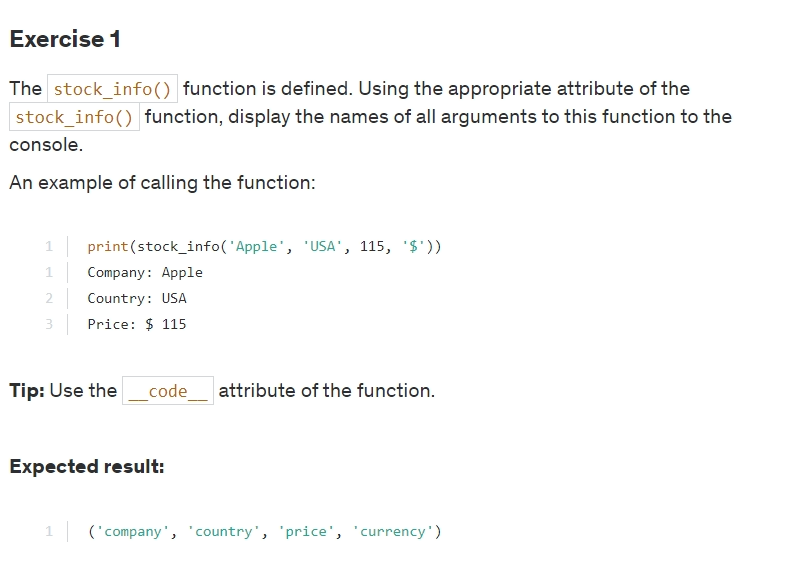 Exercise 1
The stock_info() function is defined. Using the appropriate attribute of the
stock_info() function, display the names of all arguments to this function to the
console.
An example of calling the function:
1 print(stock_info('Apple', 'USA', 115, '$'))
1 Company: Apple
2 Country: USA
3 Price: $ 115
Tip: Use the __code__ attribute of the function.
Expected result:
1 ('company', 'country', 'price', 'currency')